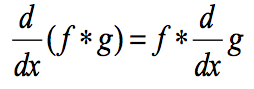 d/dx (f * g) = f * d/dx g